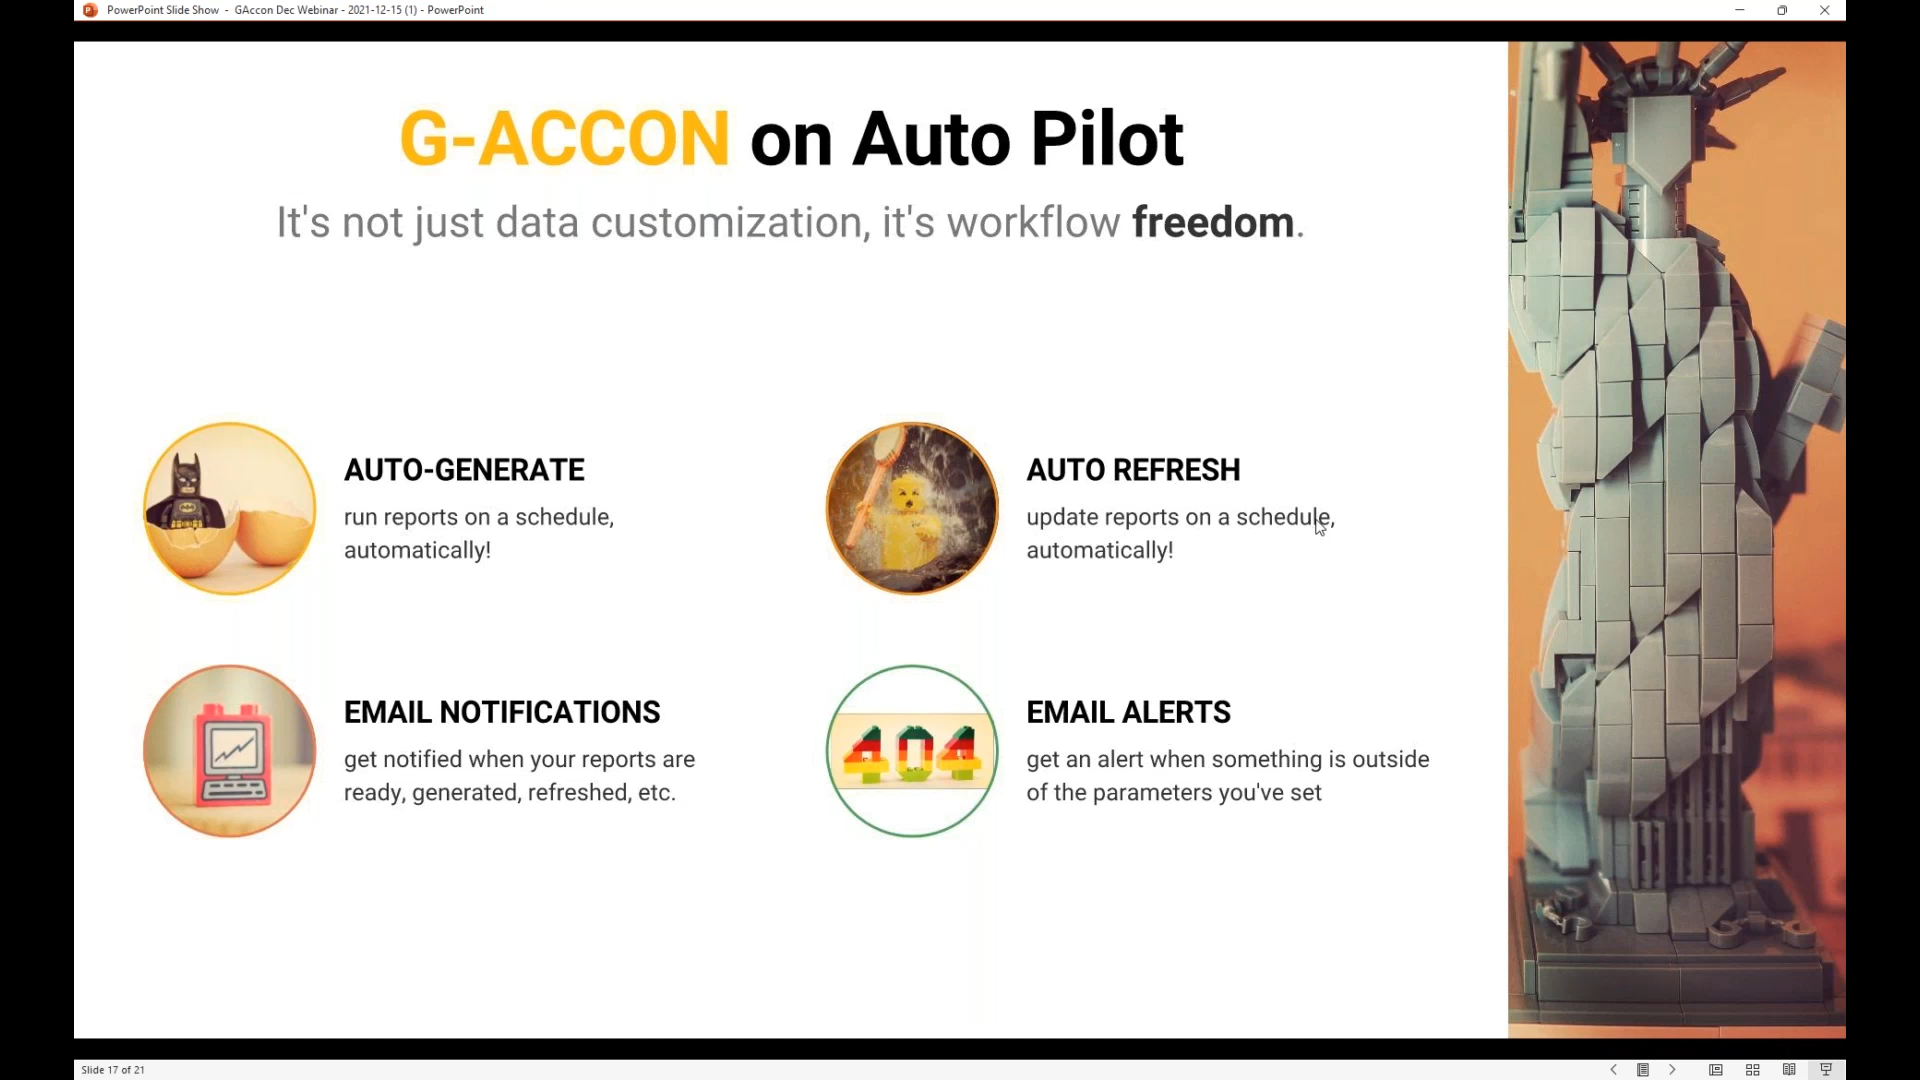 PowerPoint Slide Show - GAccon Dec Webinar - 2021-12-15 (1) - PowerPoint
G-ACCON on Auto Pilot
It's not just data customization, it's workflow freedom.
AUTO-GENERATE
run reports on a schedule,
automatically!
AUTO REFRESH
update reports on a schedule,
automatically!
EMAIL NOTIFICATIONS
get notified when your reports are
ready, generated, refreshed, etc.
404
EMAIL ALERTS
get an alert when something is outside
of the parameters you've set
Slide 17 of 21